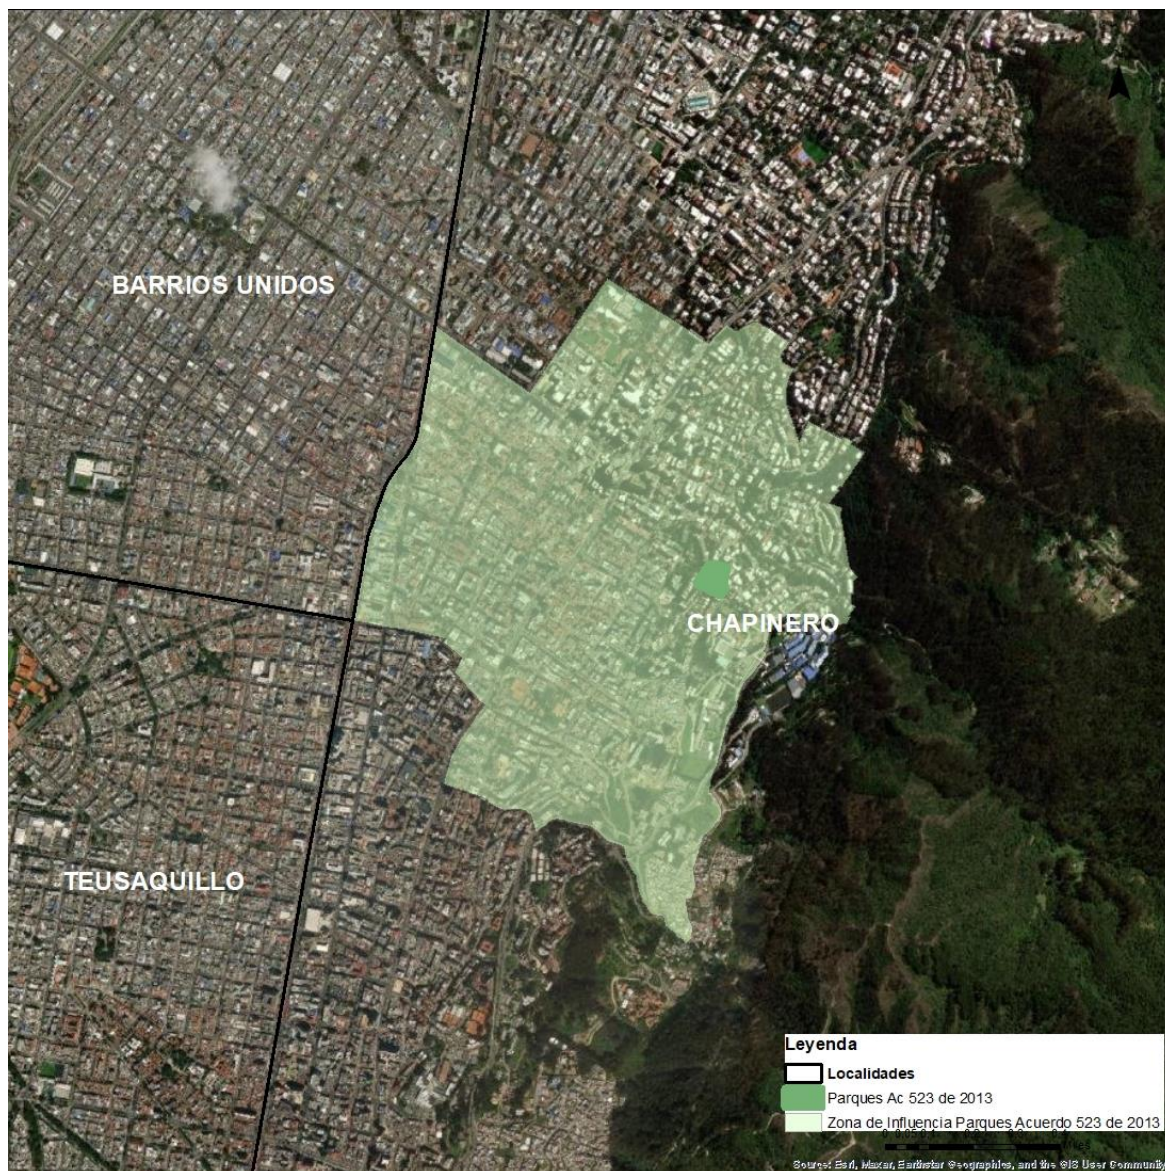 BARRIOS UNIDOS
CHAPINERO
TEUSAQUILLO
Leyenda
Localidades
Parques Ac 523 de 2013
Zona de Influencia Parques Acuerdo 523 de 2013
Source: Esri, Maxar, Earthstar Geographics, and the GIS User Community